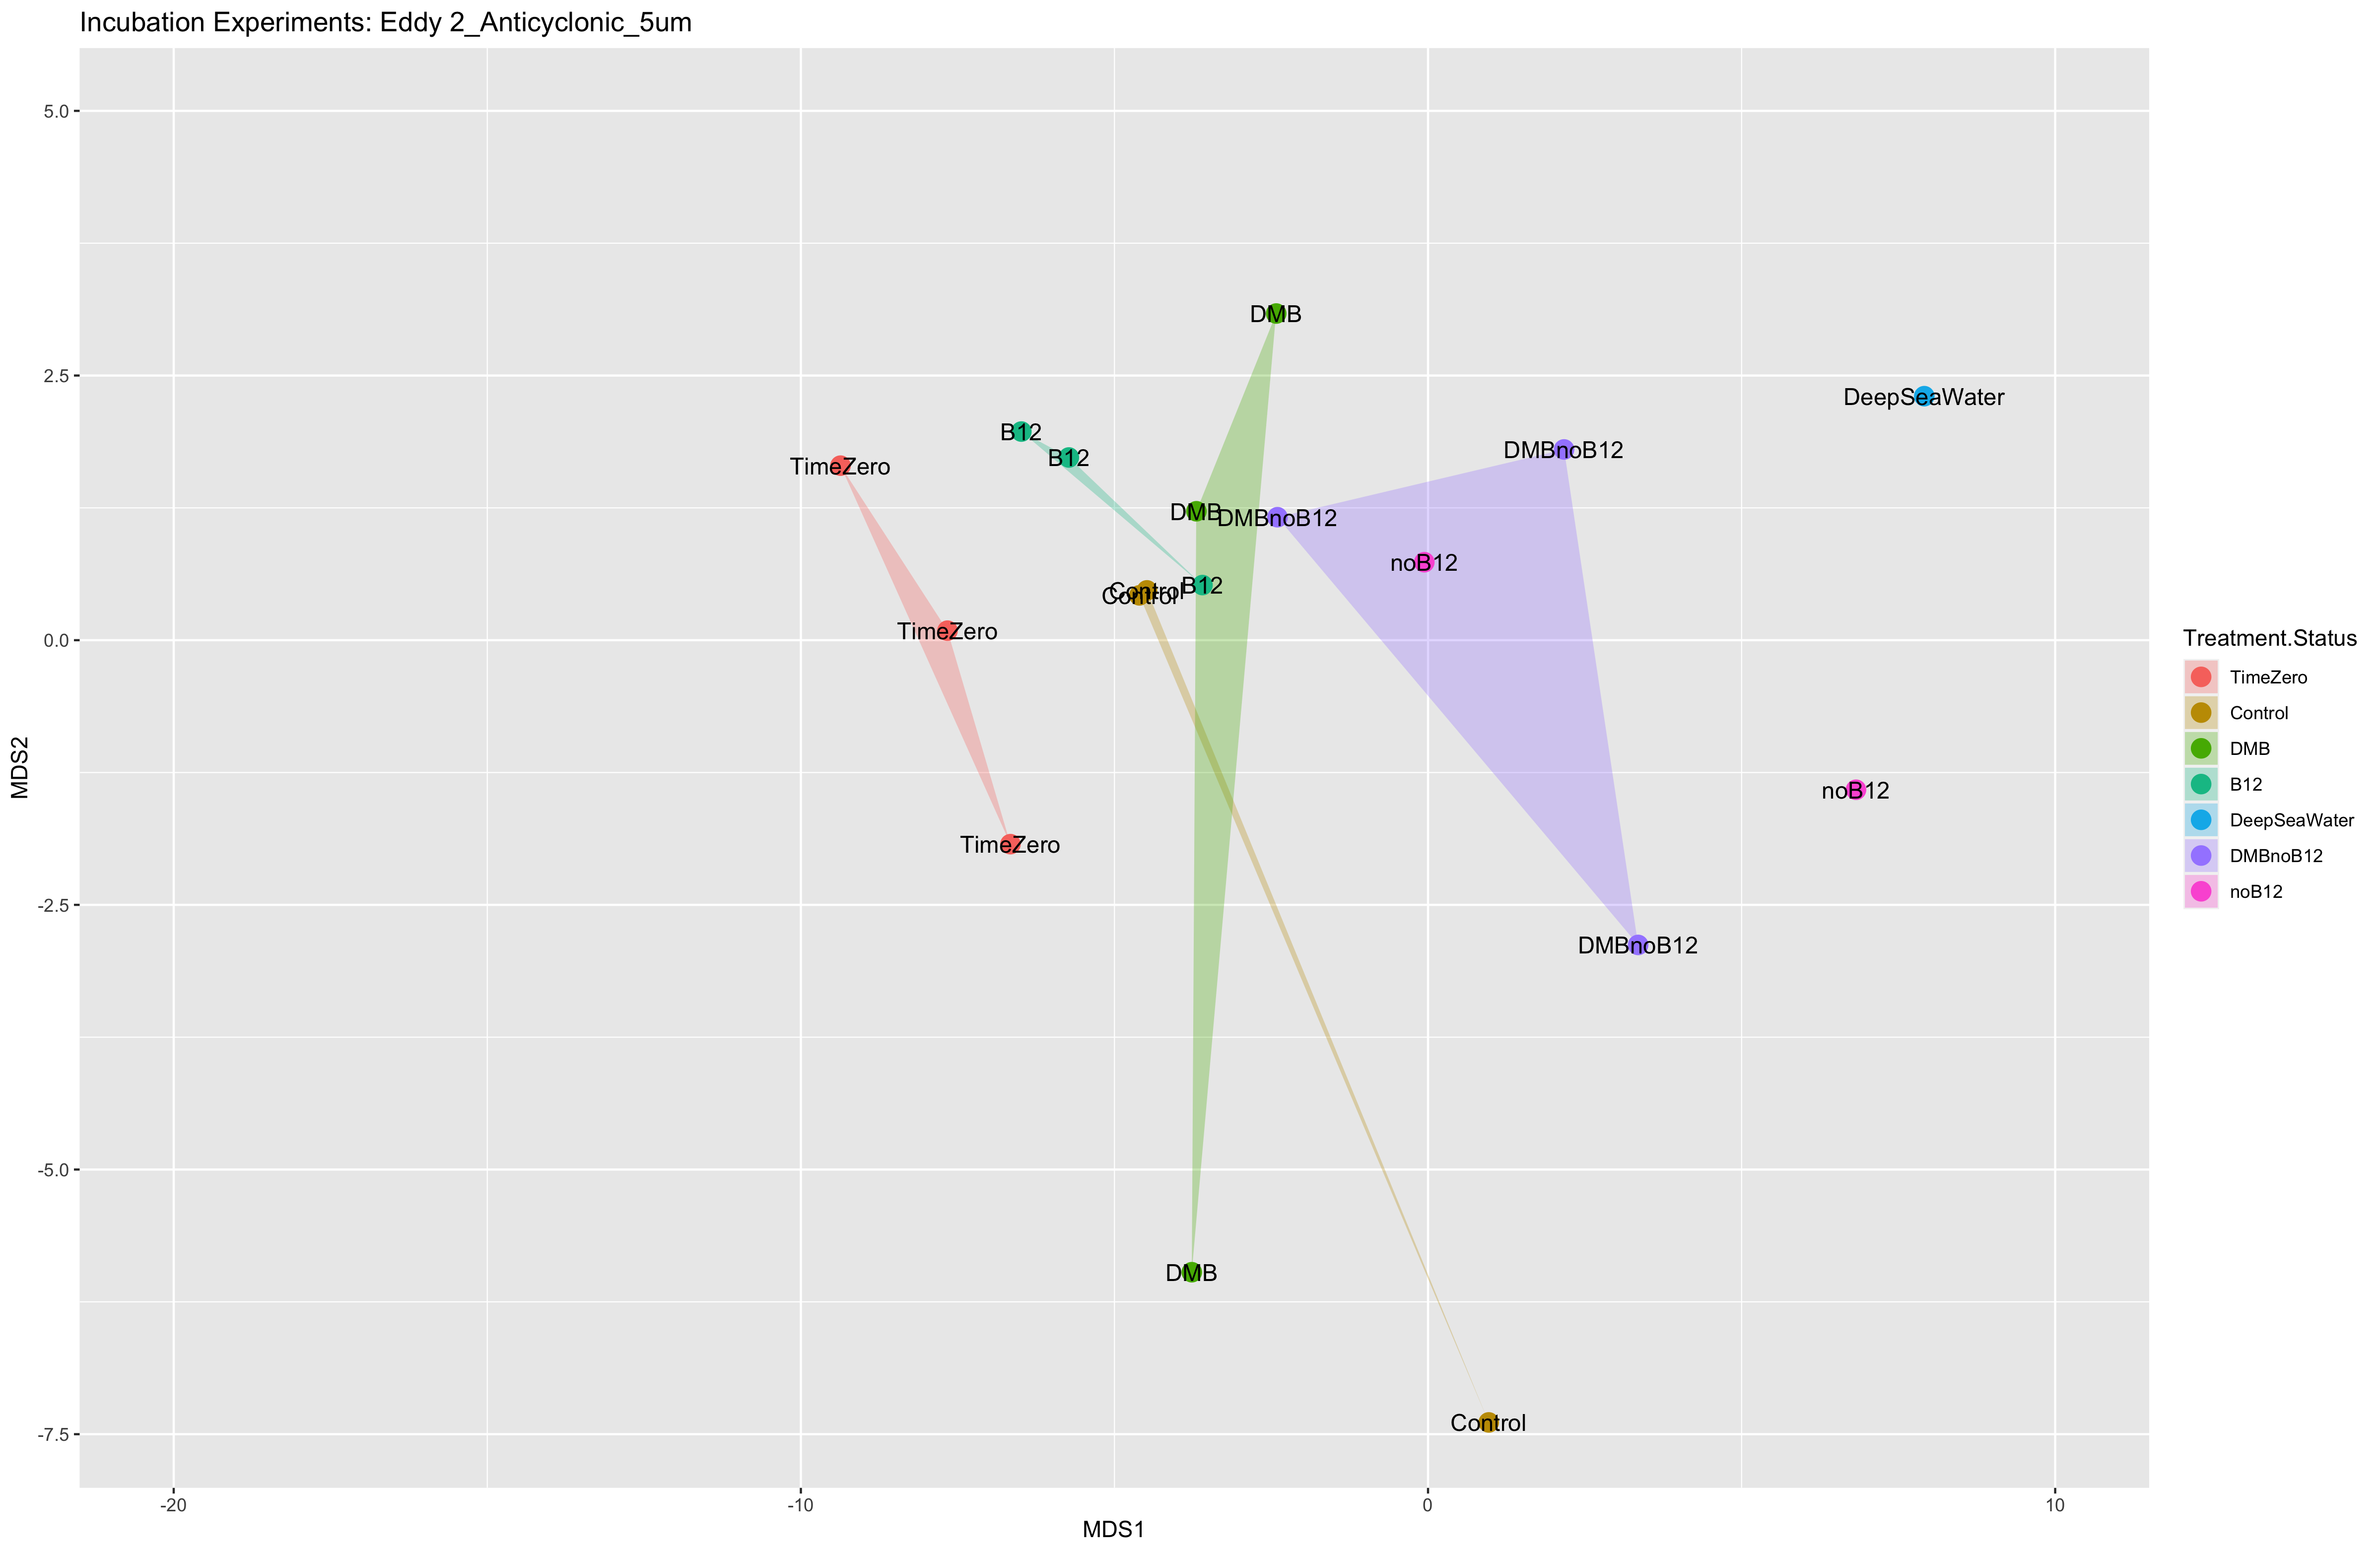 Incubation Experiments: Eddy 2_Anticyclonic_5um
5.0
2.5
0.0
-2.5
-5.0
-7.5
MDS2
DMB
DeepSeaWater
B12
DMBnoB12
B12
TimeZero
DMB
DMBnoB12
noB12
B12
Control
Control
TimeZero
noB12
TimeZero
DMBnoB12
DMB
Control
-20
-10
0
10
MDS1
Treatment.Status
TimeZero
Control
DMB
B12
DeepSeaWater
DMBnoB12
noB12